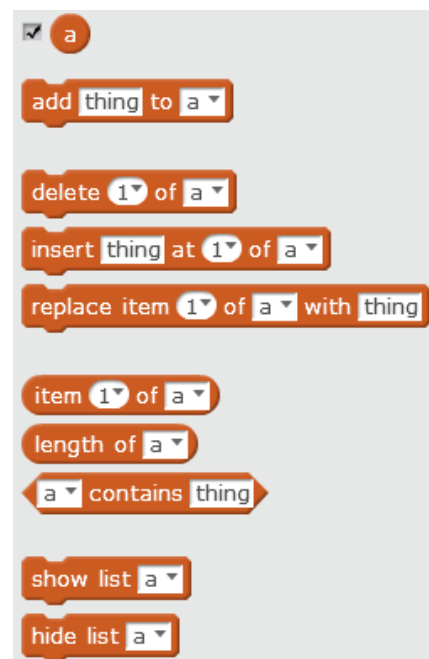 a
add thing to a
delete 1 of a
insert thing at 1 of a
replace item 1 of a with thing
item 1 of a
length of a
a contains thing
show list a
hide list a